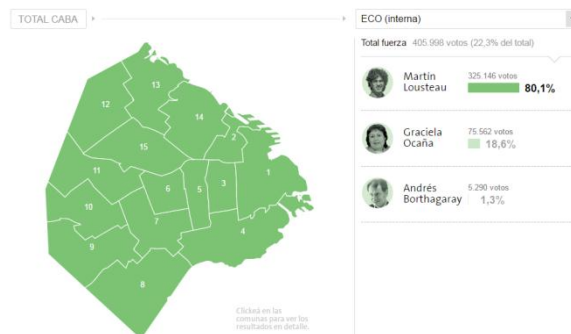 TOTAL CABA
ECO (interna)
Total fuerza 405.998 votos (22,3% del total)
Martín
Lousteau
325.146 votos
80,1%
Graciela
Ocaña
75.562 votos
18,6%
Andrés
Borthagaray
5.290 votos
1,3%
13
12
14
2
15
11
6
5
3
1
10
7
4
9
8
Clickeá en las
comunas para ver los
resultados en detalle.